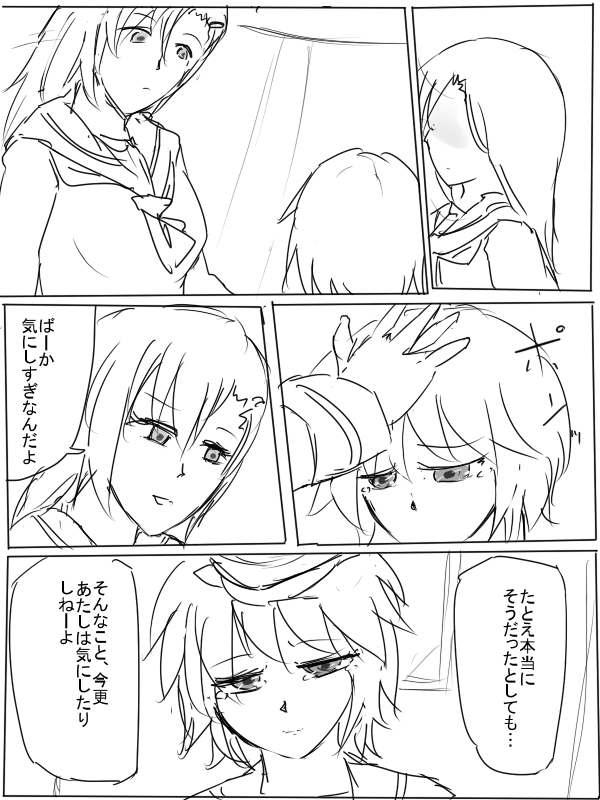 ポーン
ばーか
気にしすぎなんだよ
たとえ本当に
そうだったとしても…
そんなこと、今更
あたしは気にしたり
しねーよ